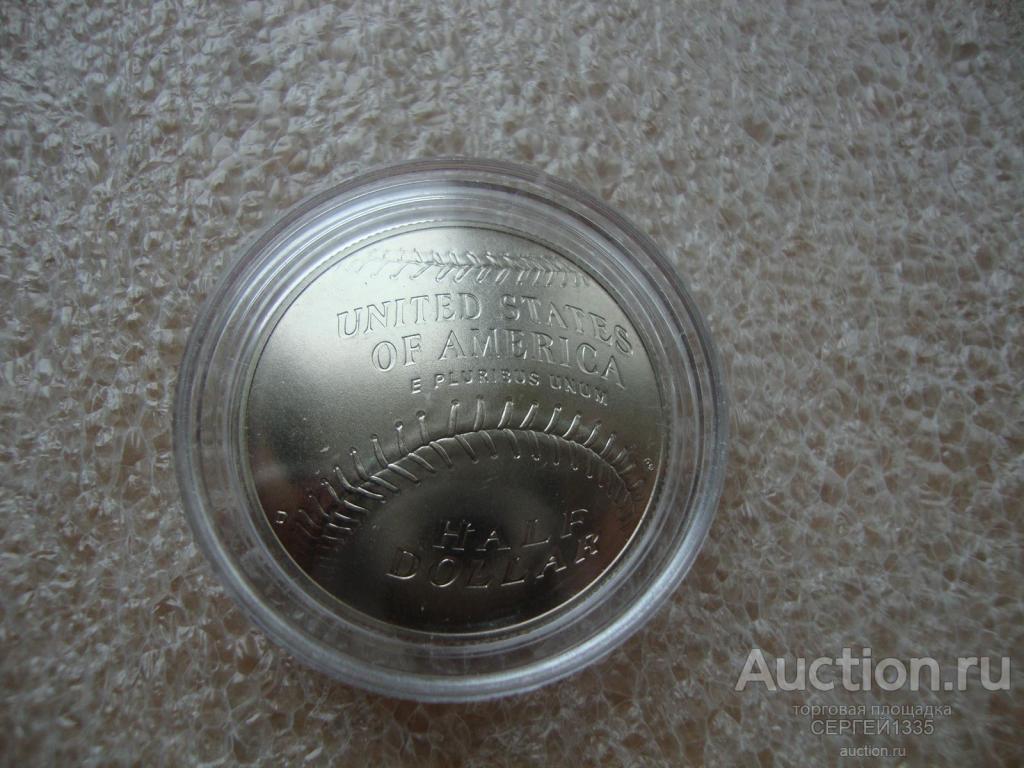 UNITED STATES
OF AMERICA
E PLURIBUS UNUM
D
HALF
DOLLAR
Auction.ru
торговая площадка
СЕРГЕЙ1335
auction.ru